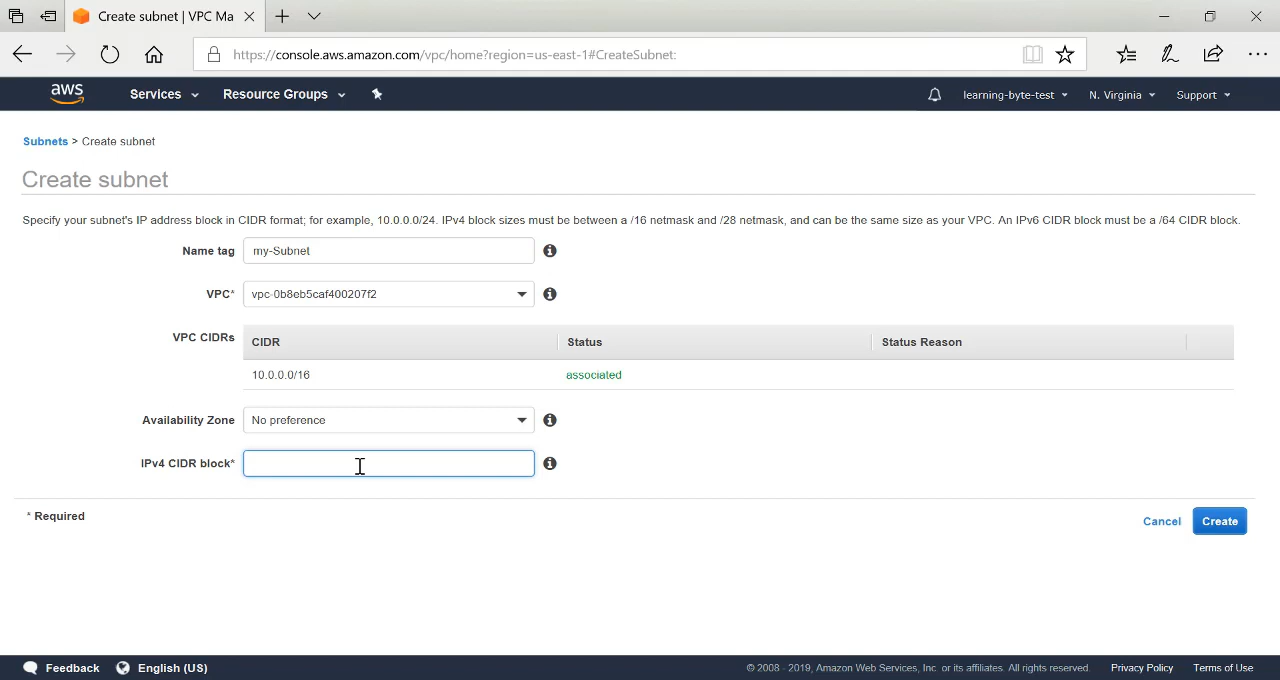 Create subnet | VPC Ma
https://console.aws.amazon.com/vpc/home?region=us-east-1#CreateSubnet:
aws Services Resource Groups learning-byte-test N. Virginia Support
Subnets > Create subnet
Create subnet
Specify your subnet's IP address block in CIDR format; for example, 10.0.0.0/24. IPv4 block sizes must be between a /16 netmask and /28 netmask, and can be the same size as your VPC. An IPv6 CIDR block must be a /64 CIDR block.
Name tag my-Subnet
VPC* vpc-0b8eb5caf400207f2
VPC CIDRs CIDR Status Status Reason
10.0.0.0/16 associated
Availability Zone No preference
IPv4 CIDR block*
* Required
Cancel Create
Feedback English (US) © 2008 - 2019, Amazon Web Services, Inc. or its affiliates. All rights reserved. Privacy Policy Terms of Use